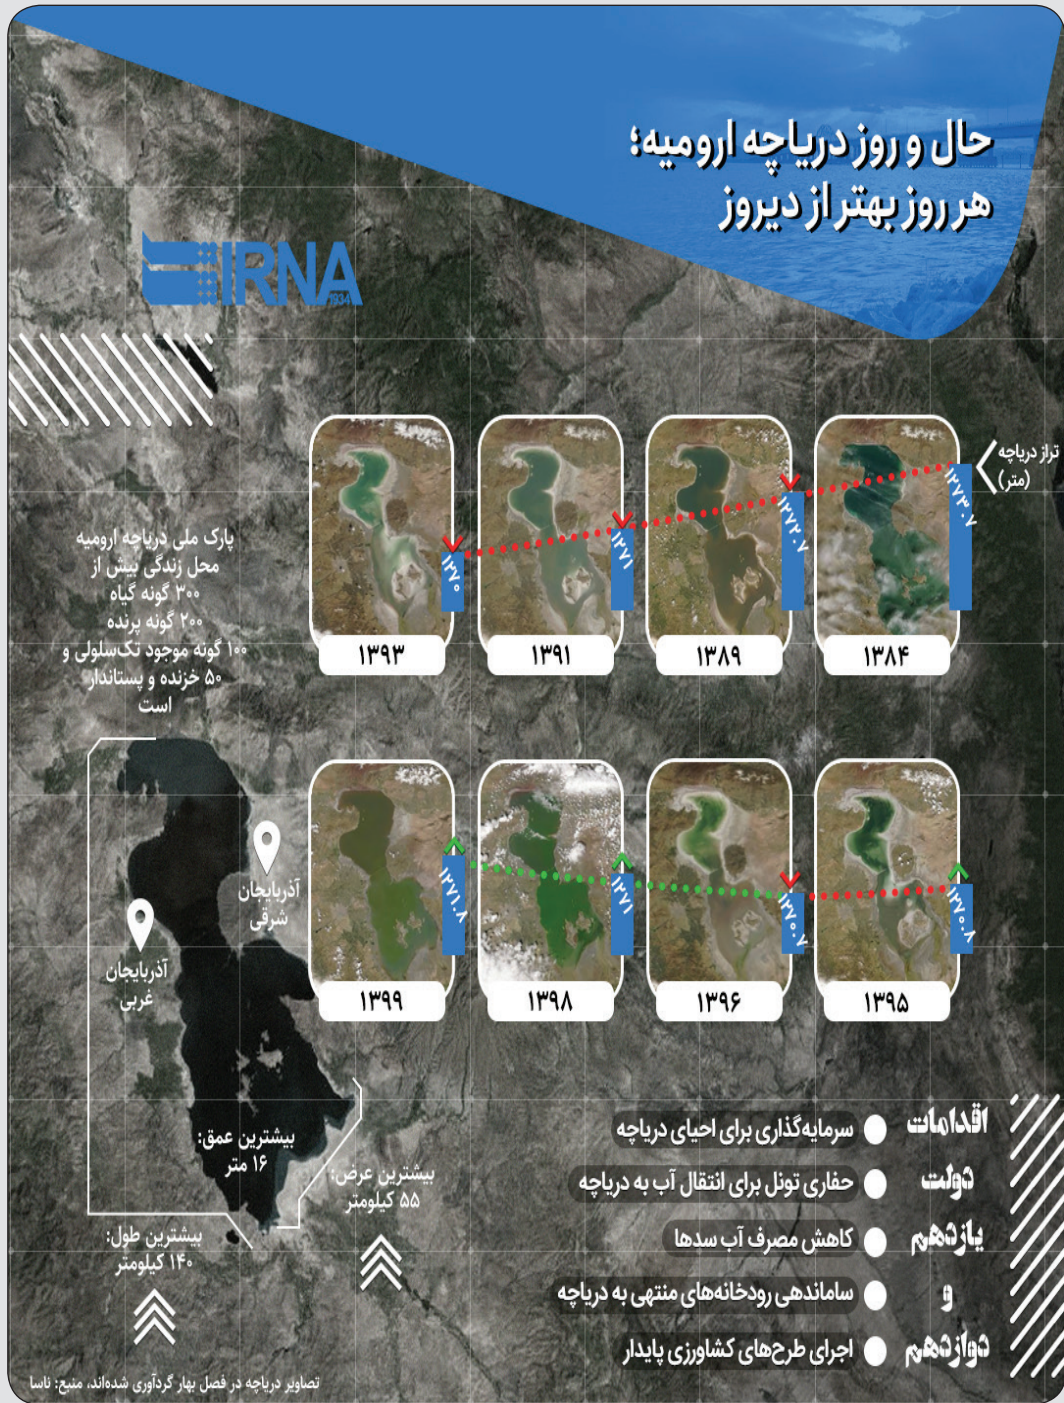 حال و روز دریاچه ارومیه؛
هر روز بهتر از دیروز
IRNA
1934
تراز دریاچه
(متر)
۱۲۷۳.۷
۱۲۷۲.۷
۱۲۷۱
۱۲۷۰
۱۳۸۴
۱۳۸۹
۱۳۹۱
۱۳۹۳
پارک ملی دریاچه ارومیه
محل زندگی بیش از
۳۰۰ گونه گیاه
۲۰۰ گونه پرنده
۱۰۰ گونه موجود تک‌سلولی و
۵۰ خزنده و پستاندار
است
۱۲۷۰.۸
۱۲۷۰.۷
۱۲۷۱
۱۲۷۱.۸
۱۳۹۵
۱۳۹۶
۱۳۹۸
۱۳۹۹
آذربایجان
شرقی
آذربایجان
غربی
بیشترین عمق:
۱۶ متر
بیشترین عرض:
۵۵ کیلومتر
بیشترین طول:
۱۴۰ کیلومتر
اقدامات
دولت
یازدهم
و
دوازدهم
سرمایه‌گذاری برای احیای دریاچه
حفاری تونل برای انتقال آب به دریاچه
کاهش مصرف آب سدها
ساماندهی رودخانه‌های منتهی به دریاچه
اجرای طرح‌های کشاورزی پایدار
تصاویر دریاچه در فصل بهار گردآوری شده‌اند، منبع: ناسا